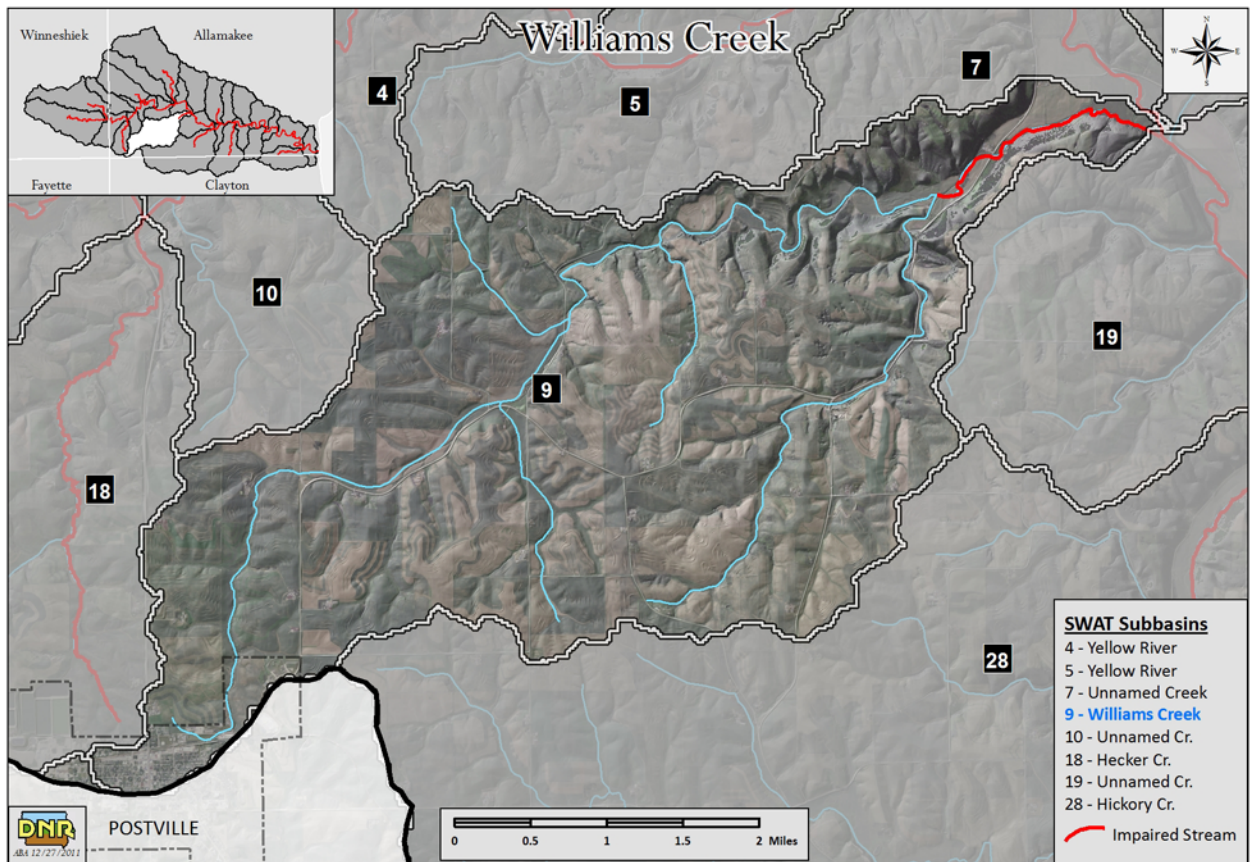 Williams Creek
Winneshiek
Allamakee
Fayette
Clayton
N
W
E
S
4
5
7
10
9
19
18
28
SWAT Subbasins
4 - Yellow River
5 - Yellow River
7 - Unnamed Creek
9 - Williams Creek
10 - Unnamed Cr.
18 - Hecker Cr.
19 - Unnamed Cr.
28 - Hickory Cr.
Impaired Stream
DNR
ABA 12/27/2011
POSTVILLE
0 0.5 1 1.5 2 Miles